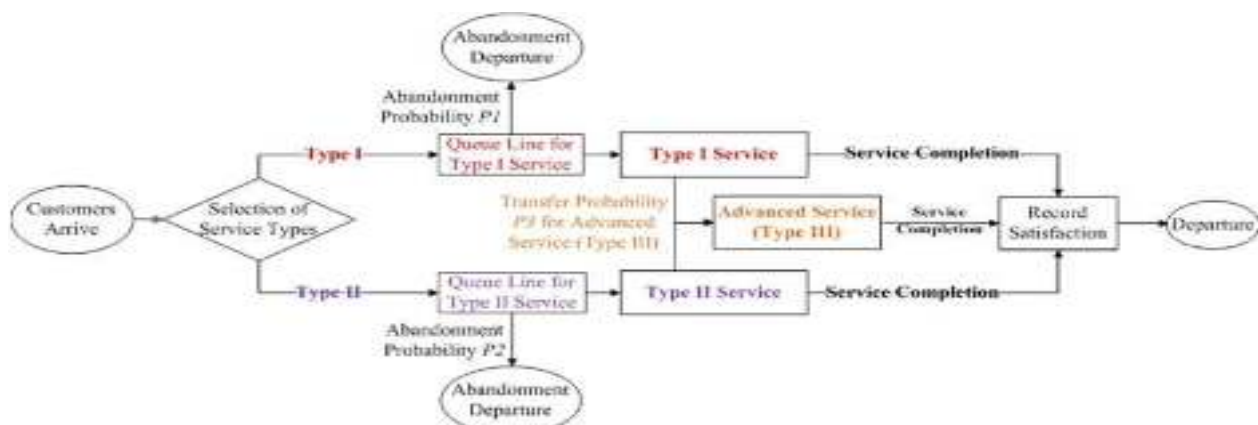 Abandonment
Departure
Abandonment
Probability P1
Type I
Queue Line for
Type I Service
Type I Service
Service Completion
Customers
Arrive
Selection of
Service Types
Transfer Probability
P3 for Advanced
Service (Type III)
Advanced Service
(Type III)
Service
Completion
Record
Satisfaction
Departure
Type II
Queue Line for
Type II Service
Type II Service
Service Completion
Abandonment
Probability P2
Abandonment
Departure